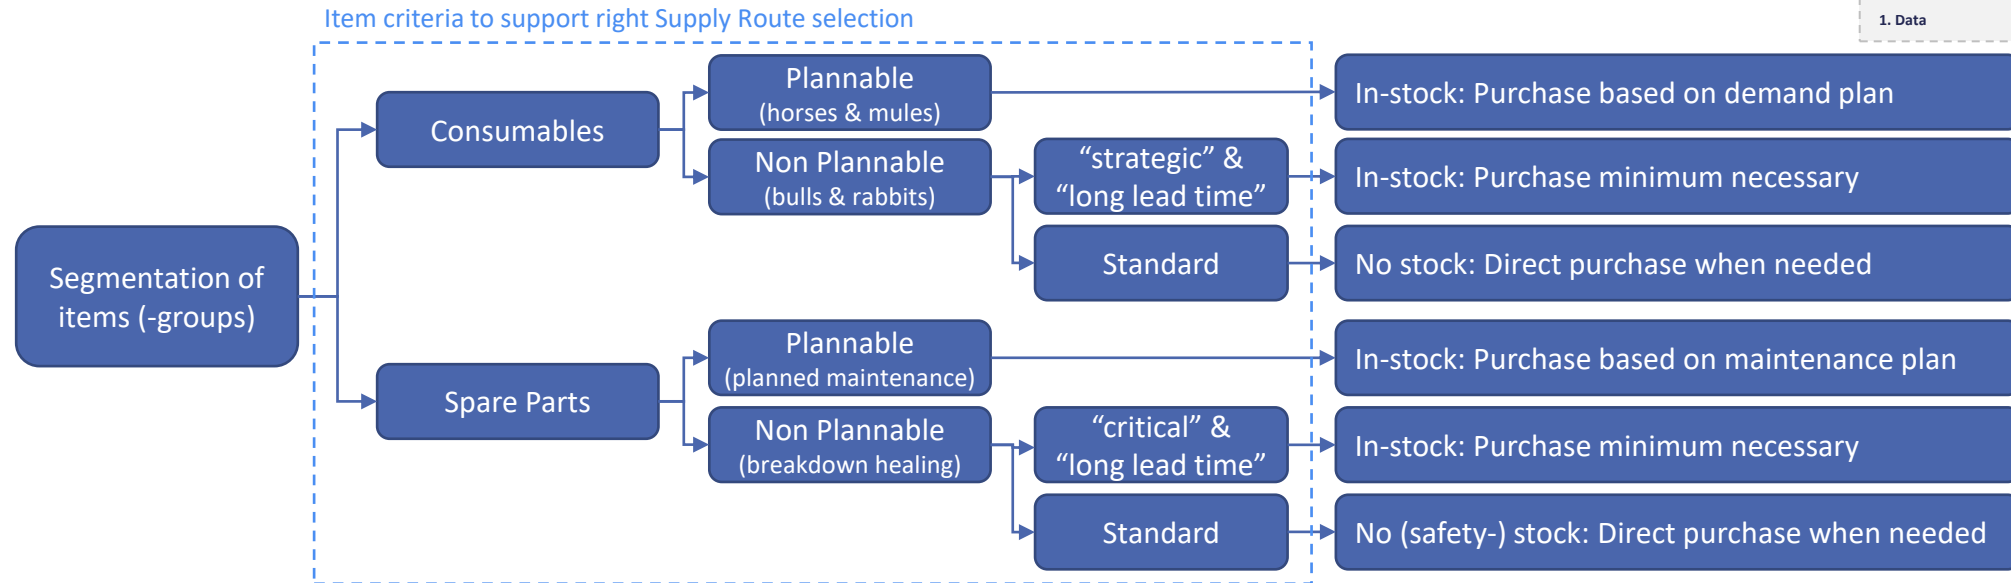 Item criteria to support right Supply Route selection
1. Data
Segmentation of
items (-groups)
Consumables
Plannable
(horses & mules)
In-stock: Purchase based on demand plan
Non Plannable
(bulls & rabbits)
“strategic” &
“long lead time”
In-stock: Purchase minimum necessary
Standard
No stock: Direct purchase when needed
Spare Parts
Plannable
(planned maintenance)
In-stock: Purchase based on maintenance plan
Non Plannable
(breakdown healing)
“critical” &
“long lead time”
In-stock: Purchase minimum necessary
Standard
No (safety-) stock: Direct purchase when needed